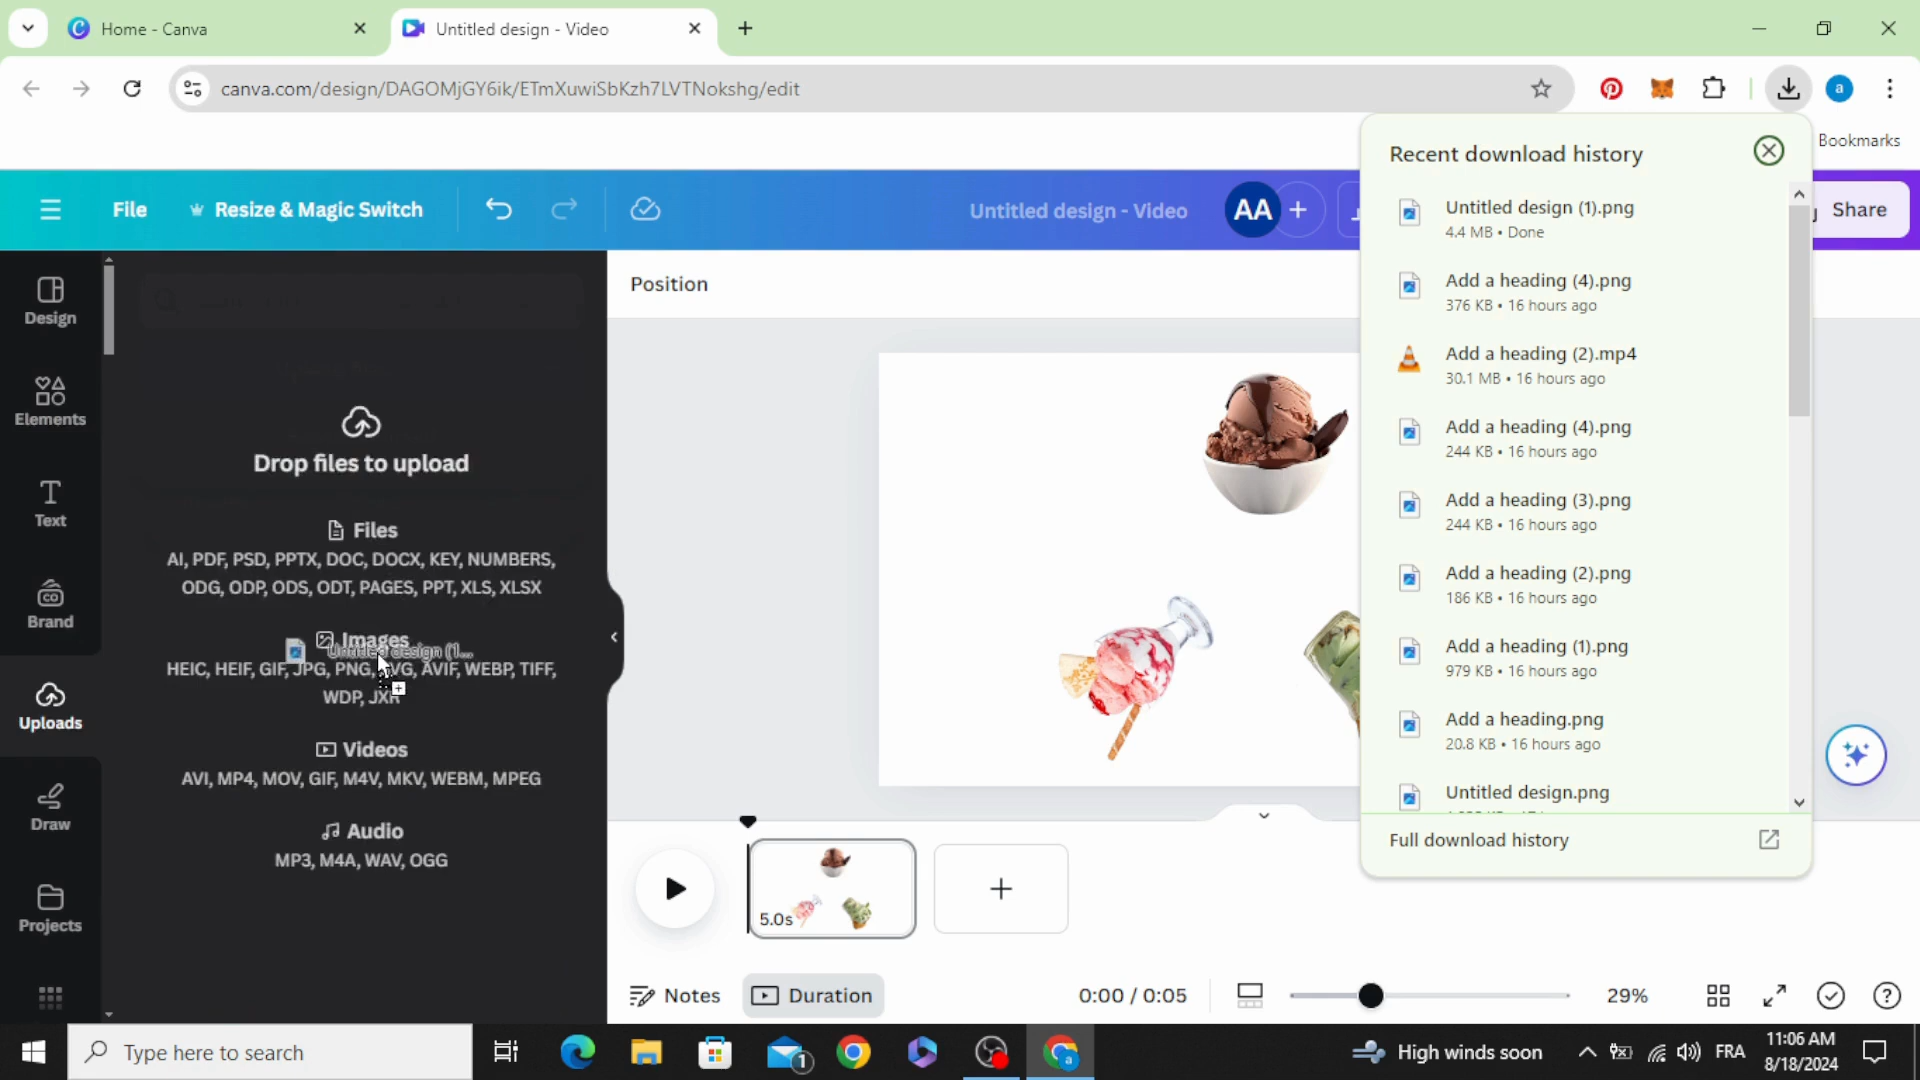 Home - Canva
Untitled design - Video
canva.com/design/DAGOMjGY6ik/ETmXuwiSbKzh7LVTNokshg/edit
a
Bookmarks
File
Resize & Magic Switch
Untitled design - Video
AA
Share
Recent download history
Untitled design (1).png
4.4 MB • Done
Add a heading (4).png
376 KB • 16 hours ago
Add a heading (2).mp4
30.1 MB • 16 hours ago
Add a heading (4).png
244 KB • 16 hours ago
Add a heading (3).png
244 KB • 16 hours ago
Add a heading (2).png
186 KB • 16 hours ago
Add a heading (1).png
979 KB • 16 hours ago
Add a heading.png
20.8 KB • 16 hours ago
Untitled design.png
Full download history
Design
Elements
Text
Brand
Uploads
Draw
Projects
Drop files to upload
Files
AI, PDF, PSD, PPTX, DOC, DOCX, KEY, NUMBERS,
ODG, ODP, ODS, ODT, PAGES, PPT, XLS, XLSX
Images
Untitled design (1...
HEIC, HEIF, GIF, JPG, PNG, SVG, AVIF, WEBP, TIFF,
WDP, JXR
Videos
AVI, MP4, MOV, GIF, M4V, MKV, WEBM, MPEG
Audio
MP3, M4A, WAV, OGG
Position
5.0s
Notes
Duration
0:00 / 0:05
29%
Type here to search
1
High winds soon
FRA
11:06 AM
8/18/2024